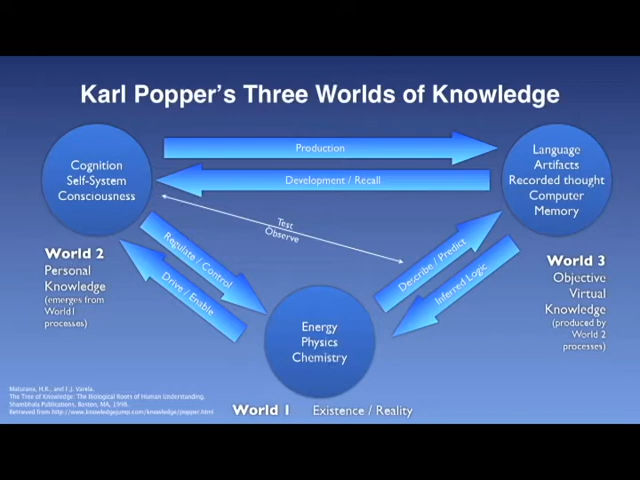 Karl Popper's Three Worlds of Knowledge
Cognition
Self-System
Consciousness
Production
Development / Recall
Language
Artifacts
Recorded thought
Computer
Memory
Test
Observe
World 2
Personal
Knowledge
(emerges from
World1
processes)
Regulate / Control
Drive / Enable
Describe / Predict
Inferred Logic
World 3
Objective
Virtual
Knowledge
(produced by
World 2
processes)
Energy
Physics
Chemistry
Maturana, H.R., and F.J. Varela.
The Tree of Knowledge: The Biological Roots of Human Understanding.
Shambhala Publications, Boston, MA, 1998.
Retrieved from http://www.knowledgejump.com/knowledge/popper.html
World 1 Existence / Reality